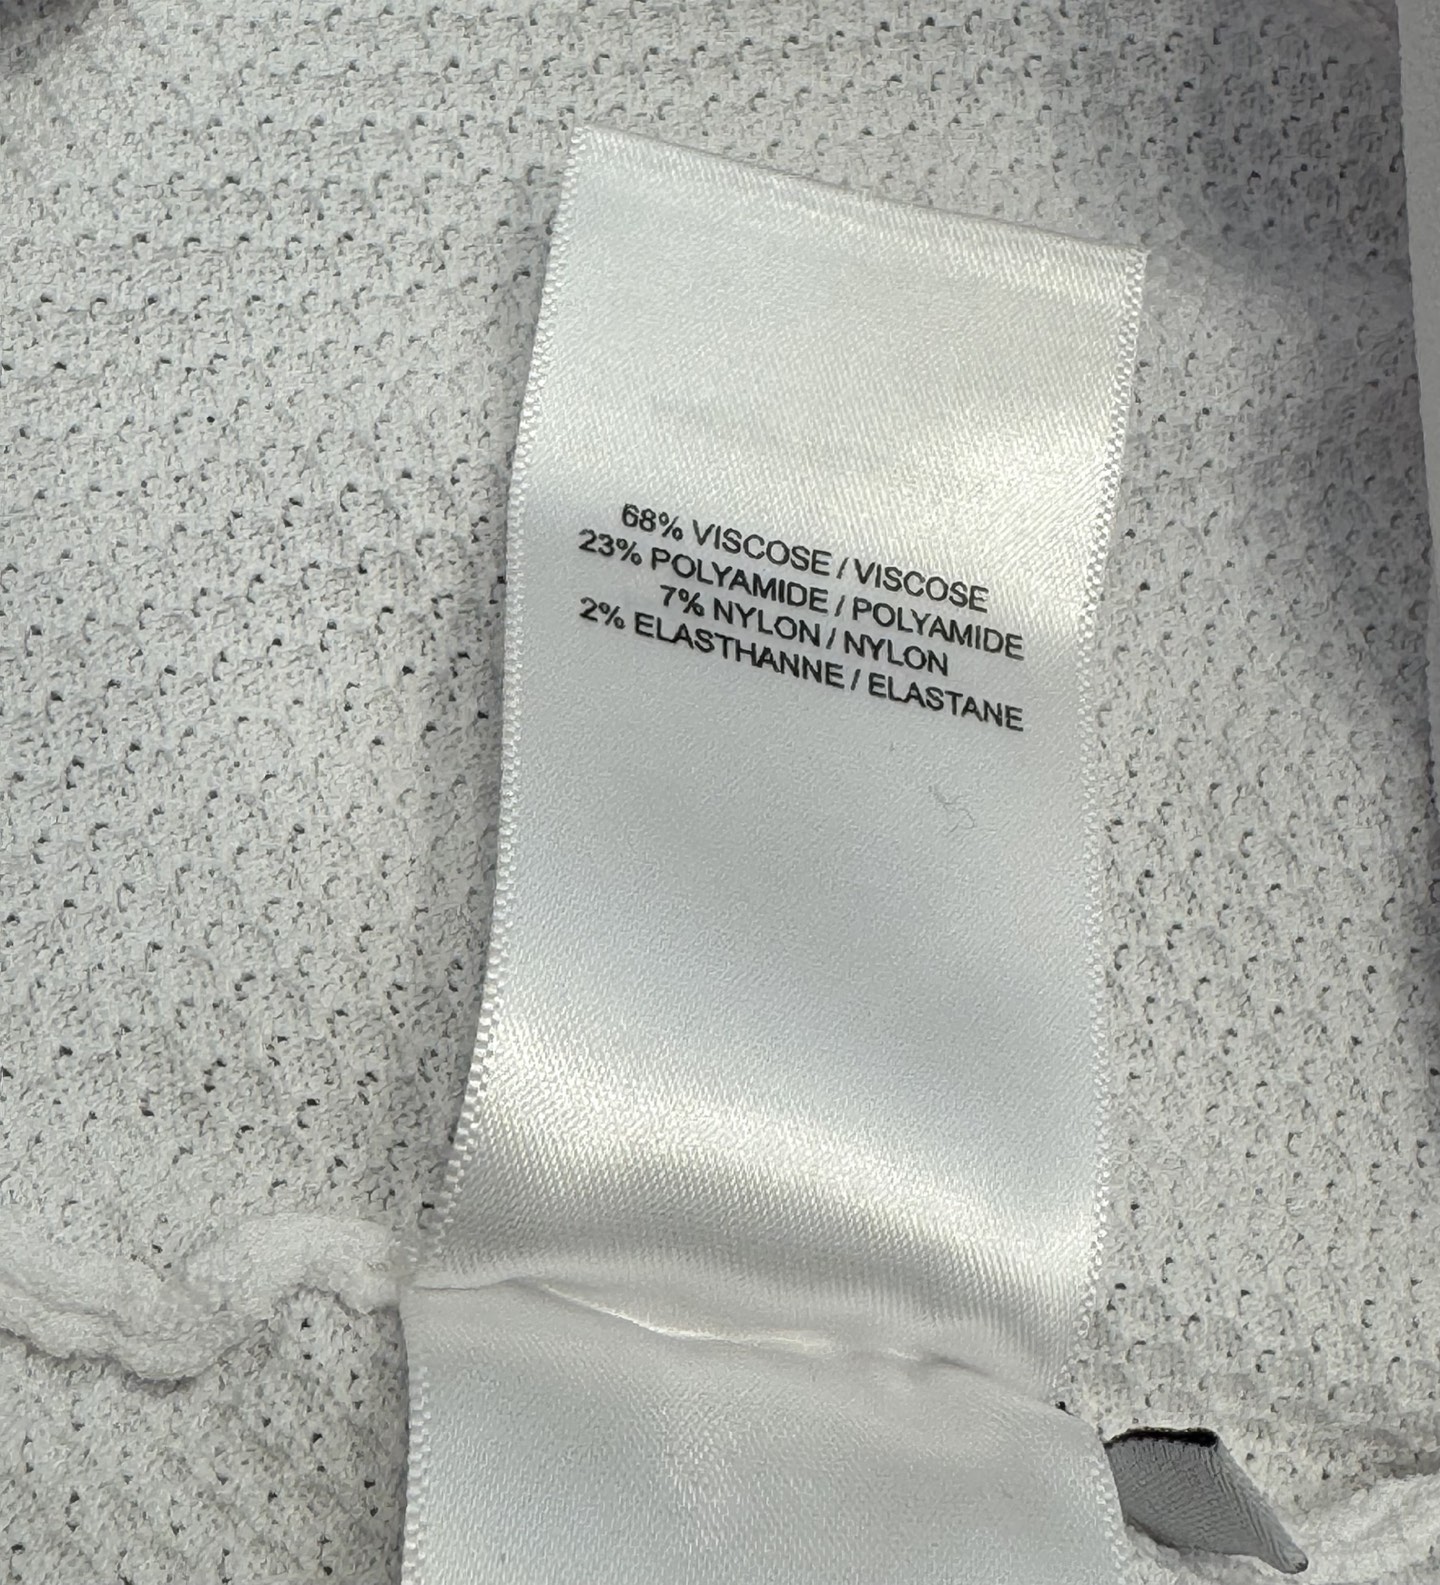 68% VISCOSE / VISCOSE
23% POLYAMIDE / POLYAMIDE
7% NYLON / NYLON
2% ELASTHANNE / ELASTANE